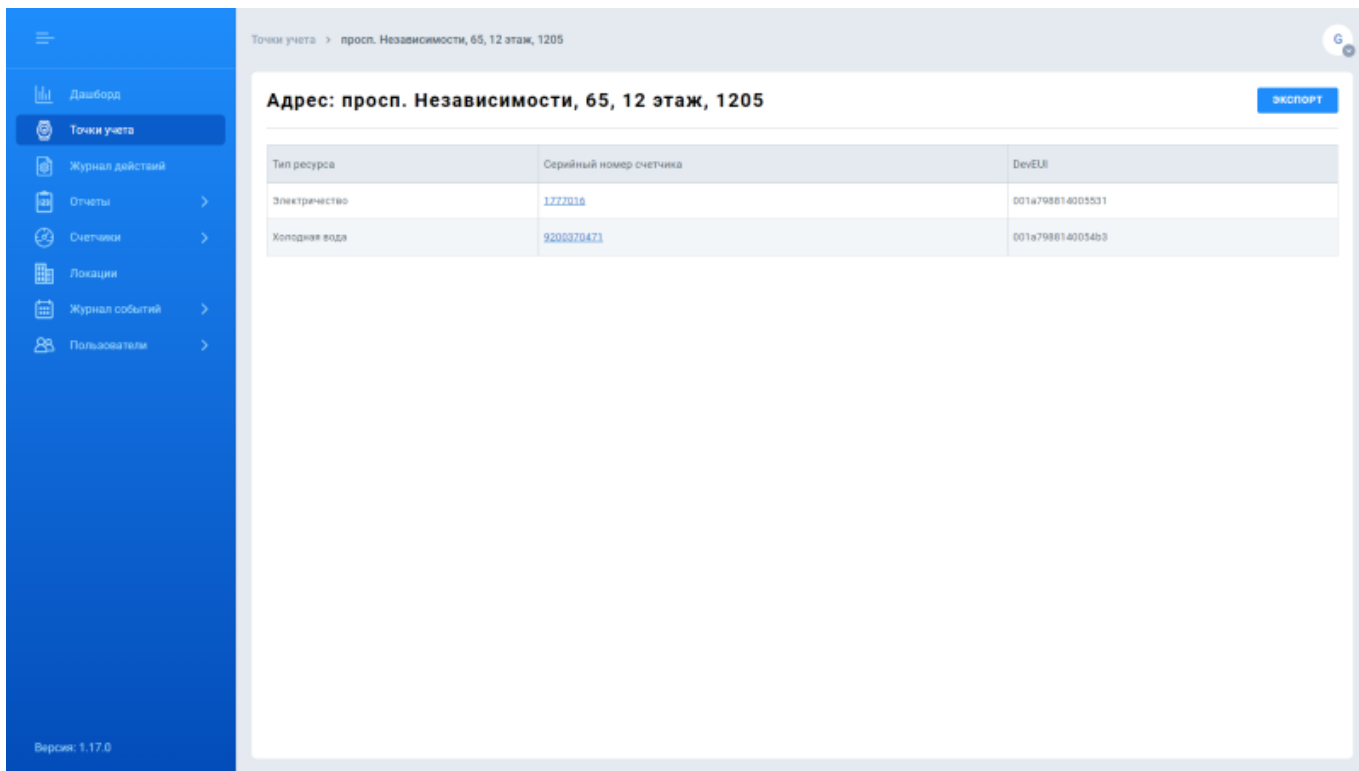 Точки учета > просп. Независимости, 65, 12 этаж, 1205
G
Дашборд
Точки учета
Журнал действий
Отчеты
Счетчики
Локации
Журнал событий
Пользователи
Версия: 1.17.0
Адрес: просп. Независимости, 65, 12 этаж, 1205
ЭКСПОРТ
Тип ресурса Серийный номер счетчика DevEUI
Электричество 1777016 001a798814005531
Холодная вода 9200370471 001a7988140054b3